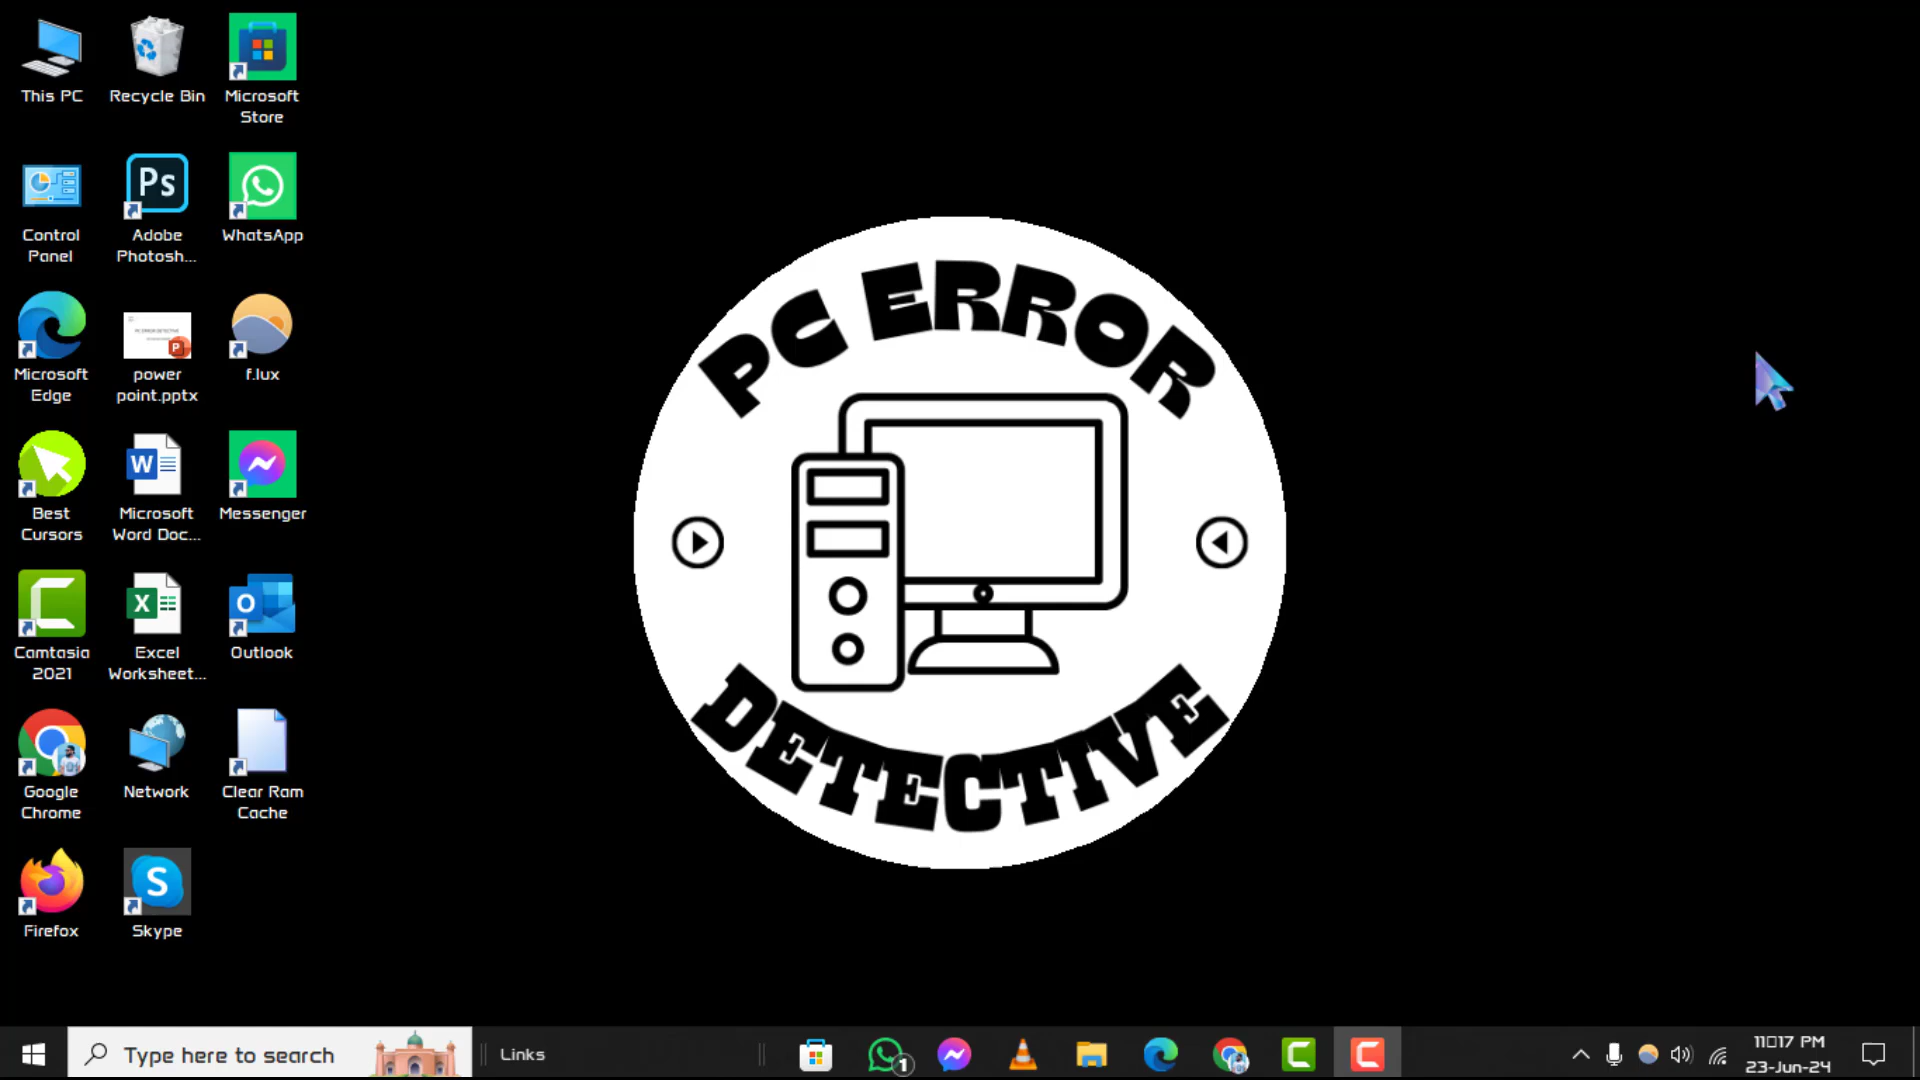 This PC
Recycle Bin
Microsoft
Store
Control
Panel
Adobe
Photosh...
WhatsApp
Microsoft
Edge
power
point.pptx
f.lux
Best
Cursors
Microsoft
Word Doc...
Messenger
Camtasia
2021
Excel
Worksheet...
Outlook
Google
Chrome
Network
Clear Ram
Cache
Firefox
Skype
PC ERROR
DETECTIVE
Type here to search
Links
1
11▯17 PM
23-Jun-24